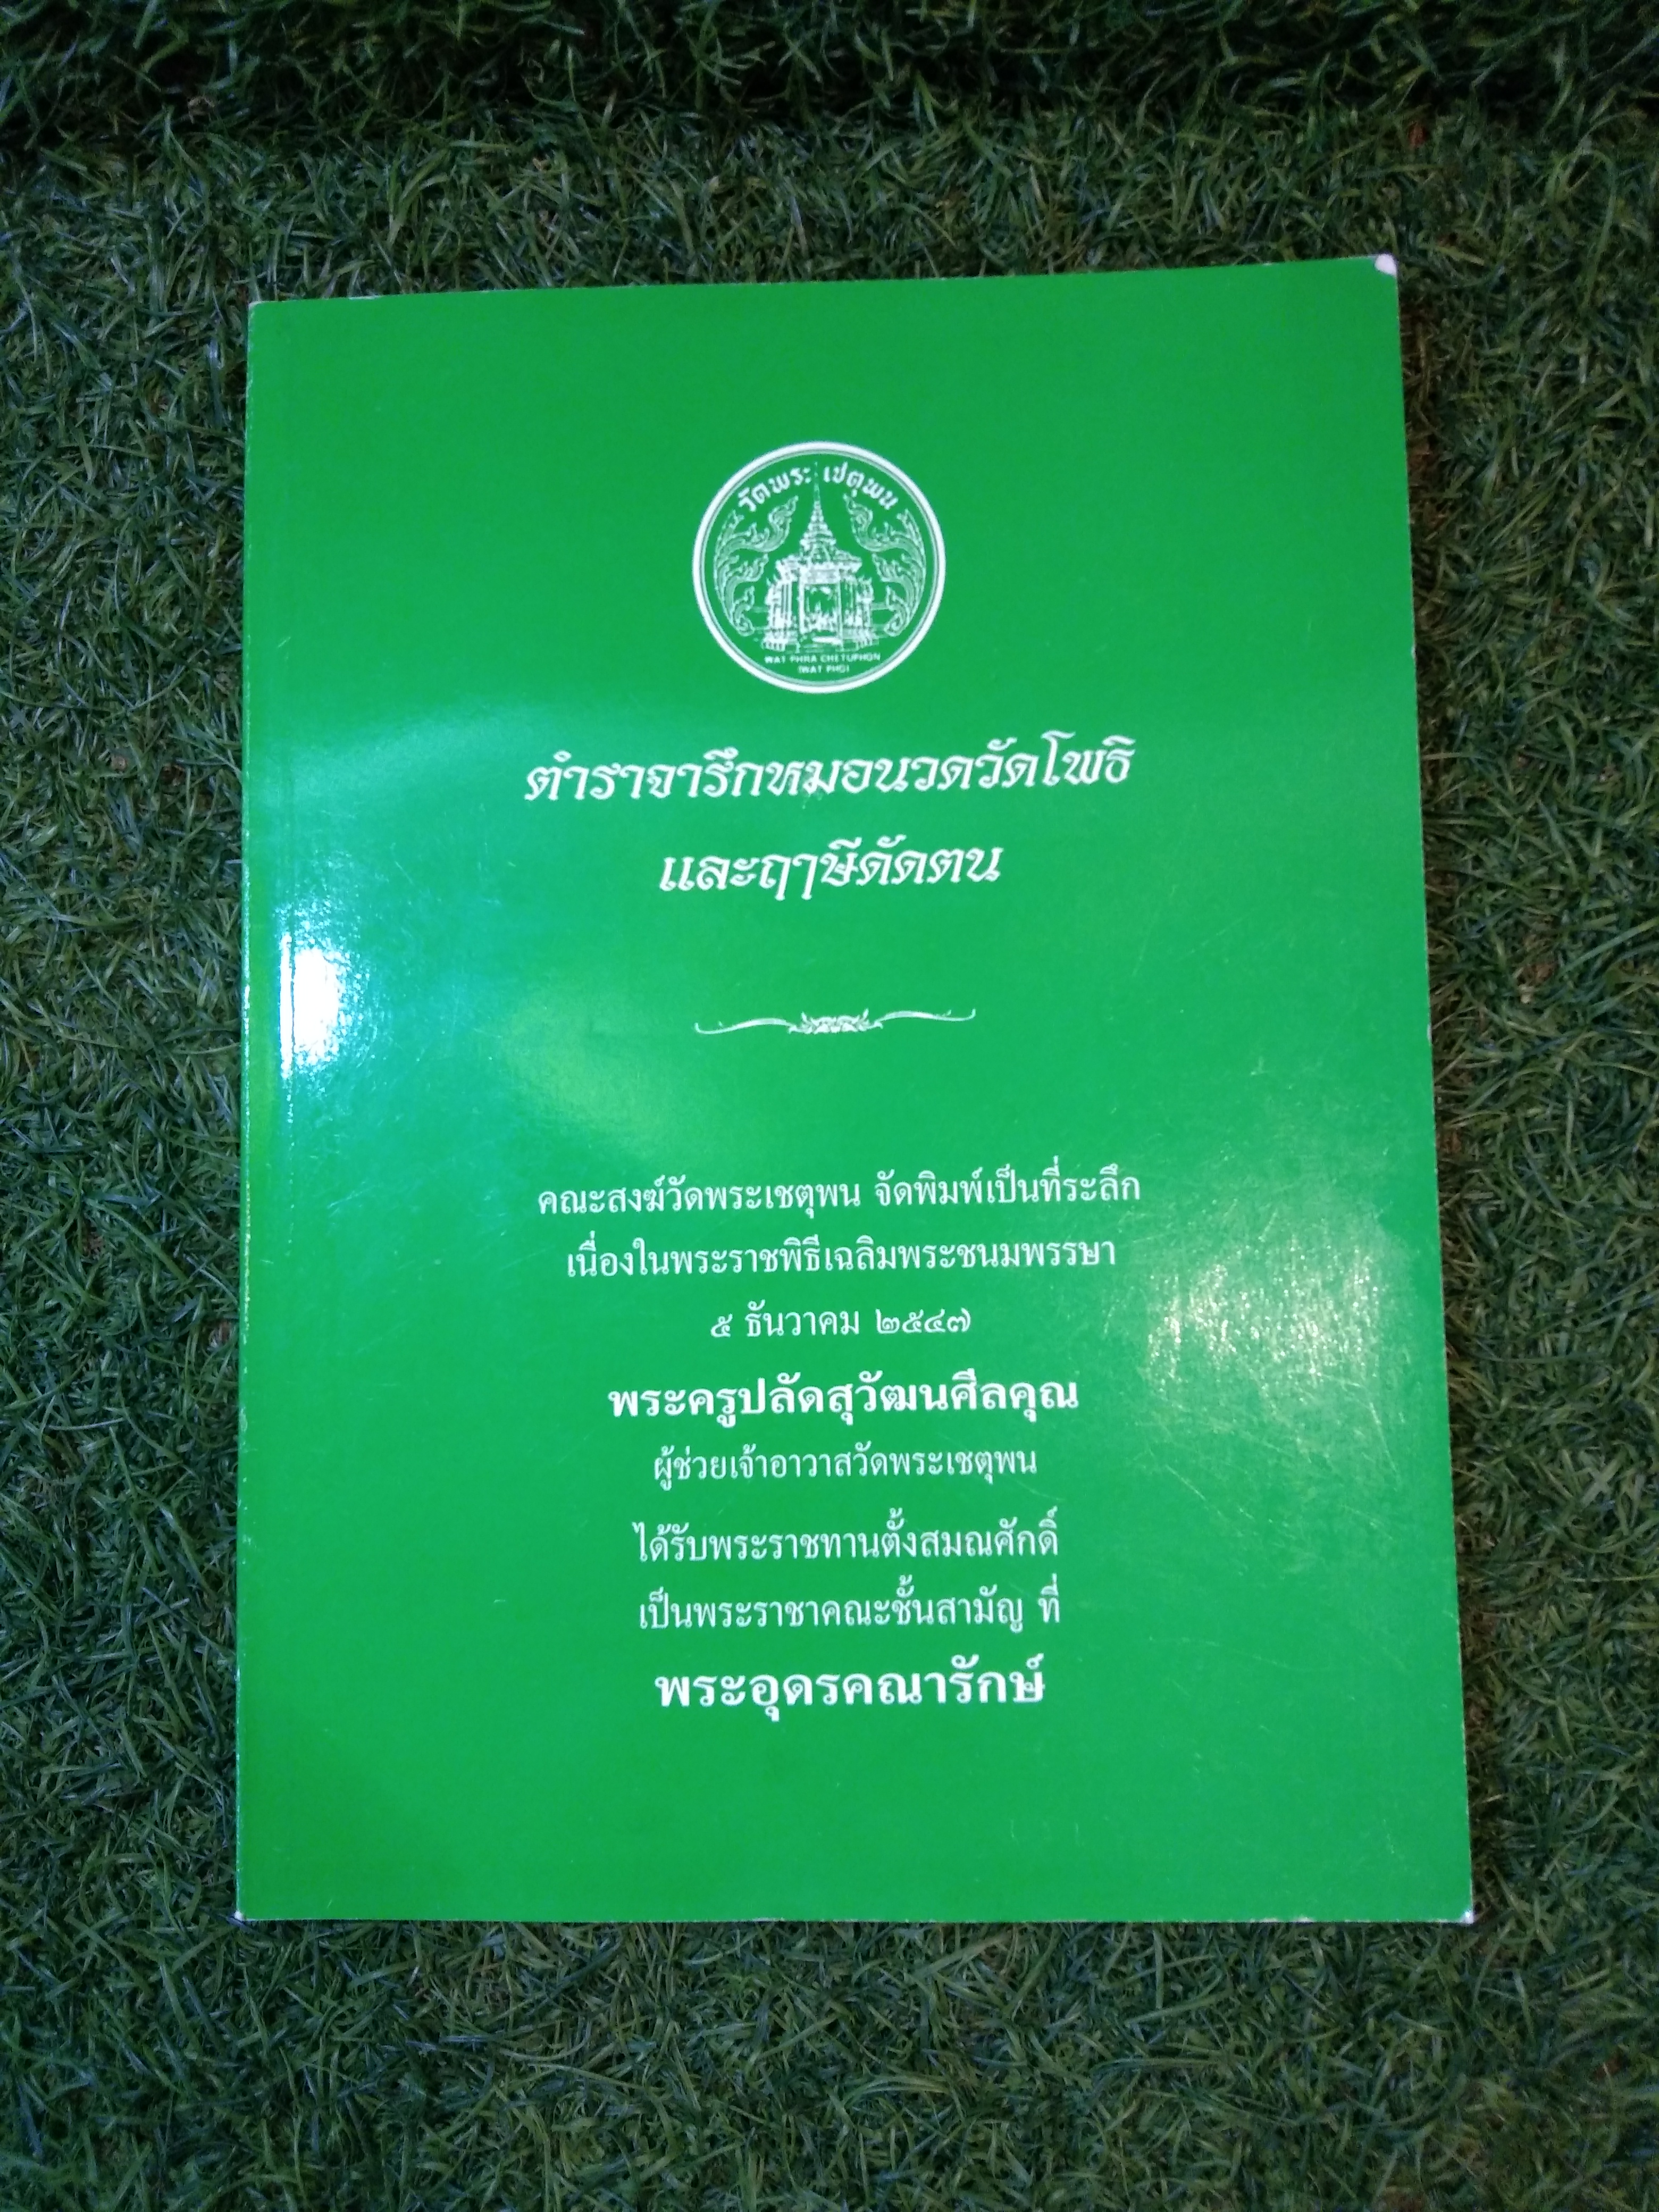 วัดพระเชตุพน
WAT PHRA CHETUPHON
(WAT PHO)
ตำราจารึกหมอนวดวัดโพธิ
และฤๅษีดัดตน
คณะสงฆ์วัดพระเชตุพน จัดพิมพ์เป็นที่ระลึก
เนื่องในพระราชพิธีเฉลิมพระชนมพรรษา
๕ ธันวาคม ๒๕๔๗
พระครูปลัดสุวัฒนศีลคุณ
ผู้ช่วยเจ้าอาวาสวัดพระเชตุพน
ได้รับพระราชทานตั้งสมณศักดิ์
เป็นพระราชาคณะชั้นสามัญ ที่
พระอุดรคณารักษ์